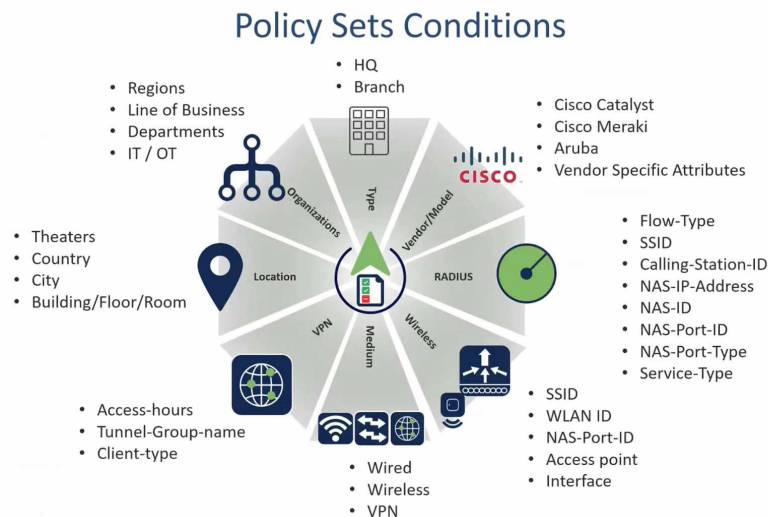 Policy Sets Conditions
• HQ
• Branch
• Regions
• Line of Business
• Departments
• IT / OT
• Cisco Catalyst
• Cisco Meraki
• Aruba
• Vendor Specific Attributes
CISCO
Organizations
Type
Vendor/Model
• Theaters
• Country
• City
• Building/Floor/Room
Location
RADIUS
• Flow-Type
• SSID
• Calling-Station-ID
• NAS-IP-Address
• NAS-ID
• NAS-Port-ID
• NAS-Port-Type
• Service-Type
VPN
Medium
Wireless
• Access-hours
• Tunnel-Group-name
• Client-type
• Wired
• Wireless
• VPN
• SSID
• WLAN ID
• NAS-Port-ID
• Access point
• Interface